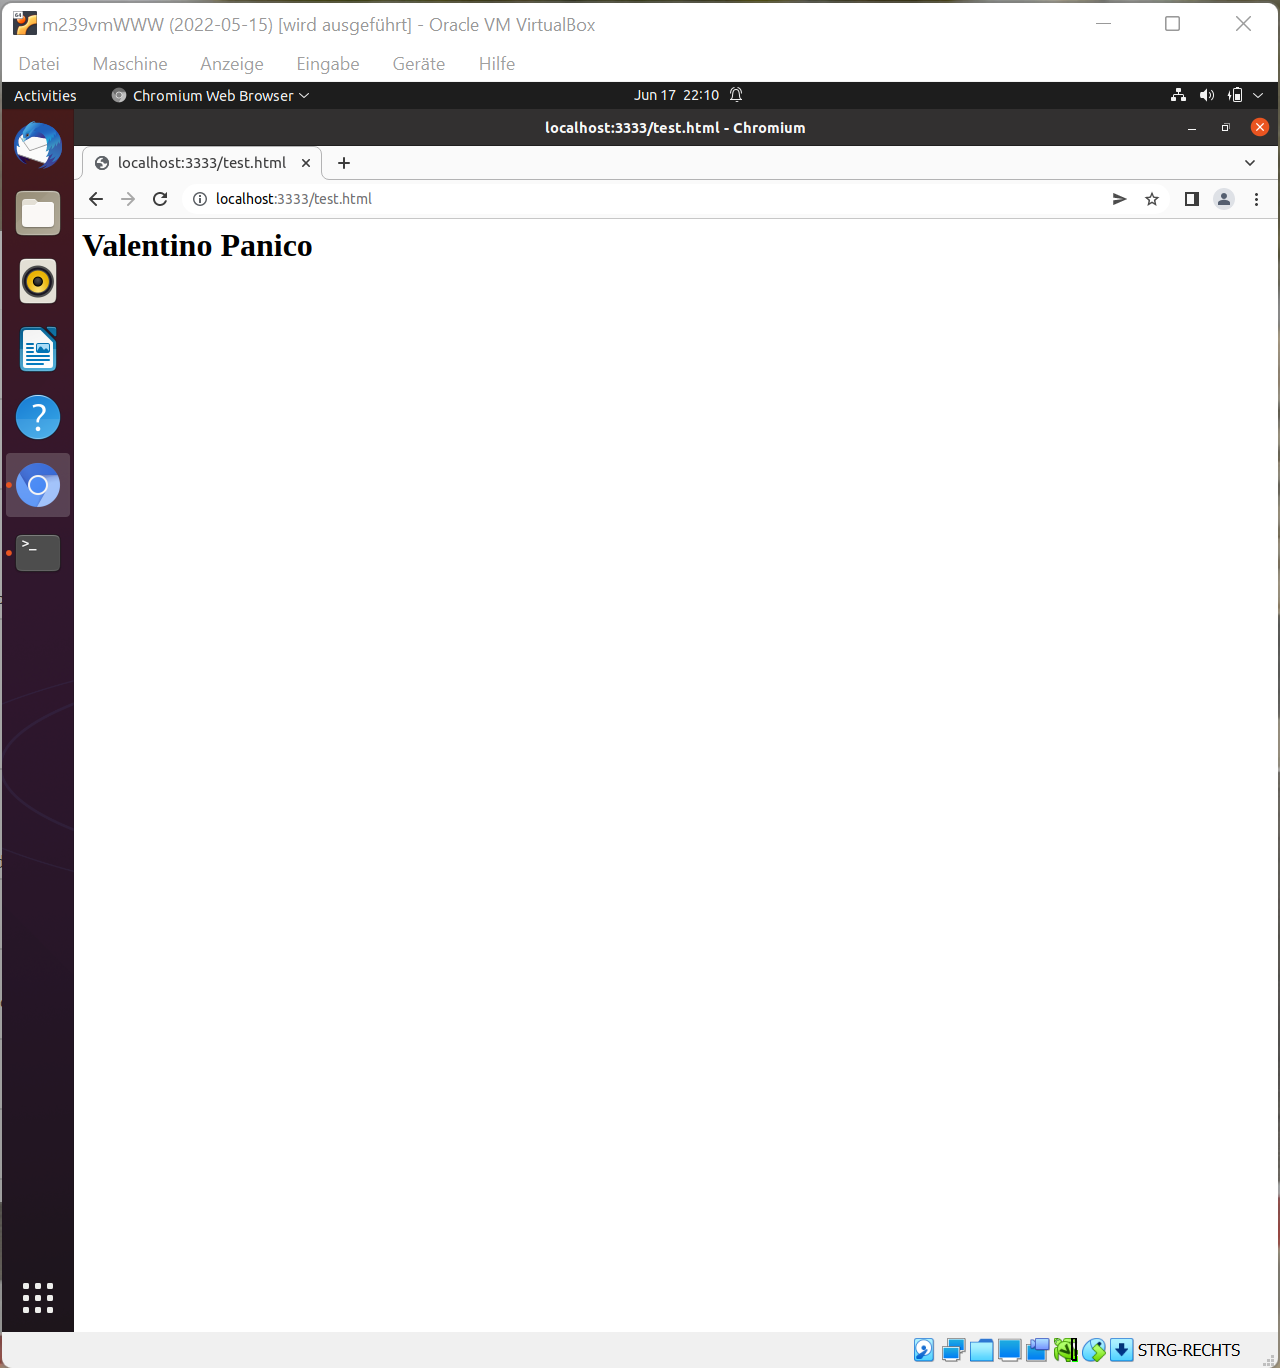 m239vmWWW (2022-05-15) [wird ausgeführt] - Oracle VM VirtualBox
Datei Maschine Anzeige Eingabe Geräte Hilfe
Activities Chromium Web Browser Jun 17 22:10
localhost:3333/test.html - Chromium
localhost:3333/test.html
localhost:3333/test.html
Valentino Panico
STRG-RECHTS